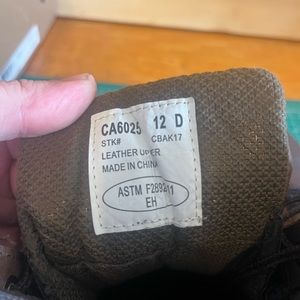 CA6025 12 D
STK# CBAK17
LEATHER UPPER
MADE IN CHINA
ASTM F2892-11
EH